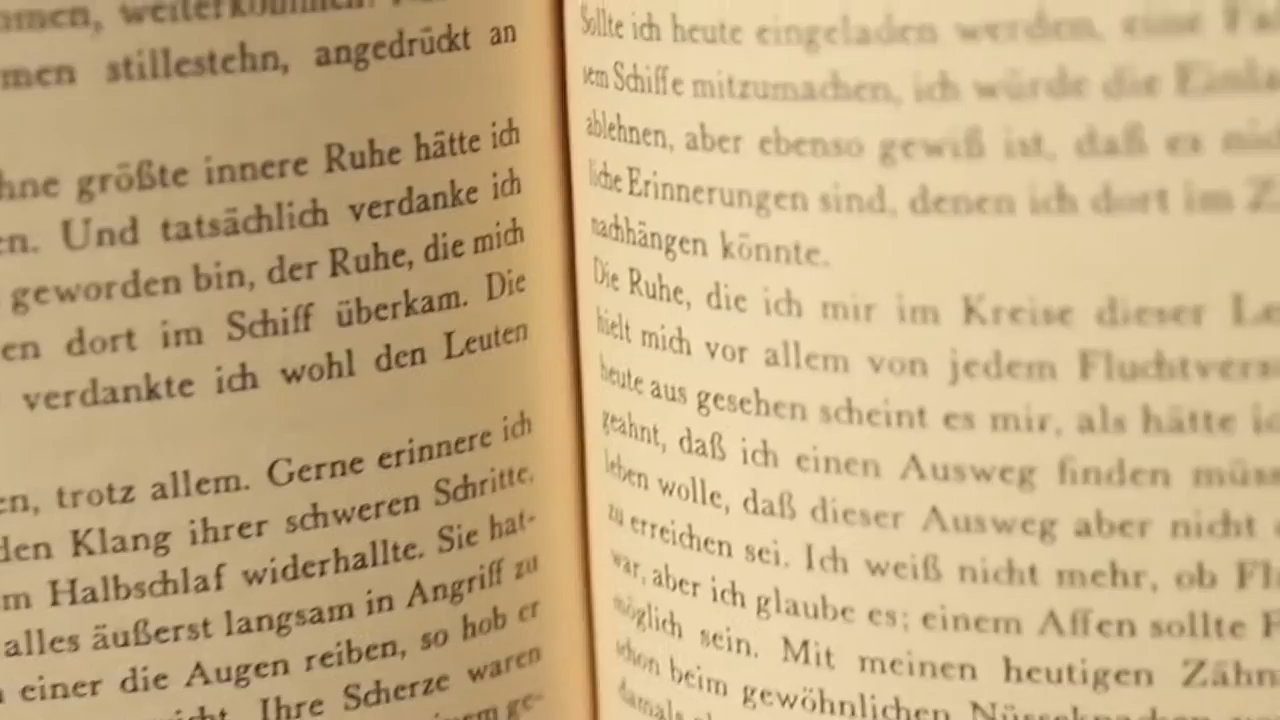 weiterkommen.
men stillestehn, angedrückt an
größte innere Ruhe hätte ich
en. Und tatsächlich verdanke ich
geworden bin, der Ruhe, die mich
en dort im Schiff überkam. Die
verdankte ich wohl den Leuten
en, trotz allem. Gerne erinnere ich
den Klang ihrer schweren Schritte,
m Halbschlaf widerhallte. Sie hat-
alles äußerst langsam in Angriff zu
einer die Augen reiben, so hob er
Ihre Scherze waren
ge-
Sollte ich heute eingeladen werden, eine
sem Schiffe mitzumachen, ich würde die
ablehnen, aber ebenso gewiß ist, daß es
liche Erinnerungen sind, denen ich dort im
nachhängen könnte.
Die Ruhe, die ich mir im Kreise dieser
hielt mich vor allem von jedem
heute aus gesehen scheint es mir, als hätte
geahnt, daß ich einen Ausweg finden
leben wolle, daß dieser Ausweg aber nicht
zu erreichen sei. Ich weiß nicht mehr, ob
war, aber ich glaube es; einem Affen sollte
möglich sein. Mit meinen heutigen
schon beim gewöhnlichen
damals